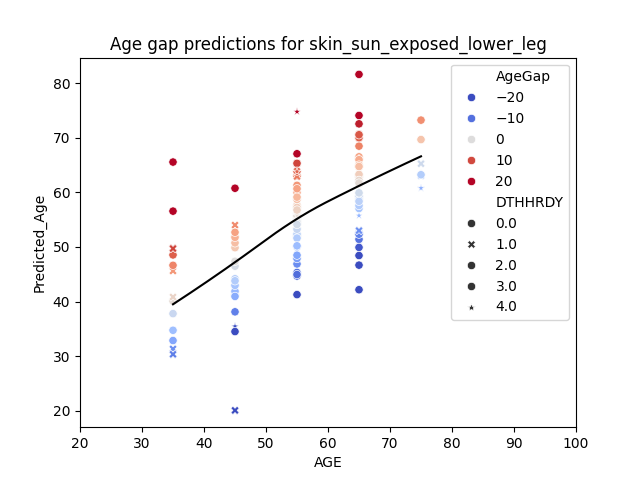 Age gap predictions for skin_sun_exposed_lower_leg
Predicted_Age
80
70
60
50
40
30
20
20 30 40 50 60 70 80 90 100
AGE
AgeGap
−20
−10
0
10
20
DTHHRDY
0.0
1.0
2.0
3.0
4.0